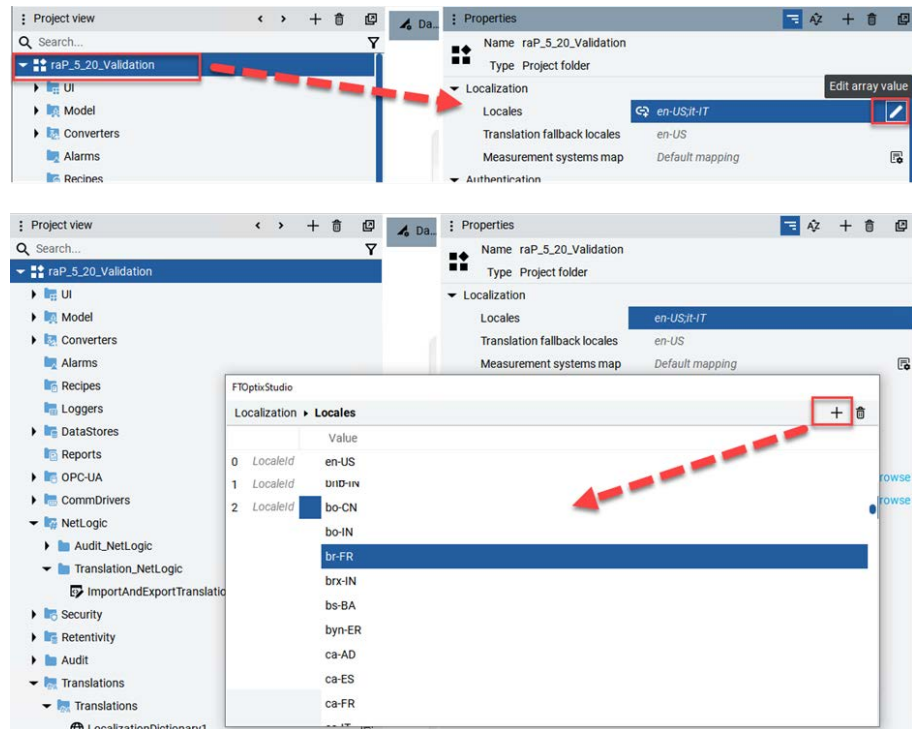 Project view
Search...
raP_5_20_Validation
UI
Model
Converters
Alarms
Recipes
Da...
Properties
Name raP_5_20_Validation
Type Project folder
Localization
Edit array value
Locales en-US;it-IT
Translation fallback locales en-US
Measurement systems map Default mapping
Authentication
Project view
Search...
raP_5_20_Validation
UI
Model
Converters
Alarms
Recipes
Loggers
DataStores
Reports
OPC-UA
CommDrivers
NetLogic
Audit_NetLogic
Translation_NetLogic
ImportAndExportTranslatio
Security
Retentivity
Audit
Translations
Translations
LocalizationDictionary1
Da...
Properties
Name raP_5_20_Validation
Type Project folder
Localization
Locales en-US;it-IT
Translation fallback locales en-US
Measurement systems map Default mapping
FTOptixStudio
Localization Locales
Value
0 LocaleId en-US
1 LocaleId
2 LocaleId bo-CN
bo-IN
br-FR
brx-IN
bs-BA
byn-ER
ca-AD
ca-ES
ca-FR
rowse
rowse